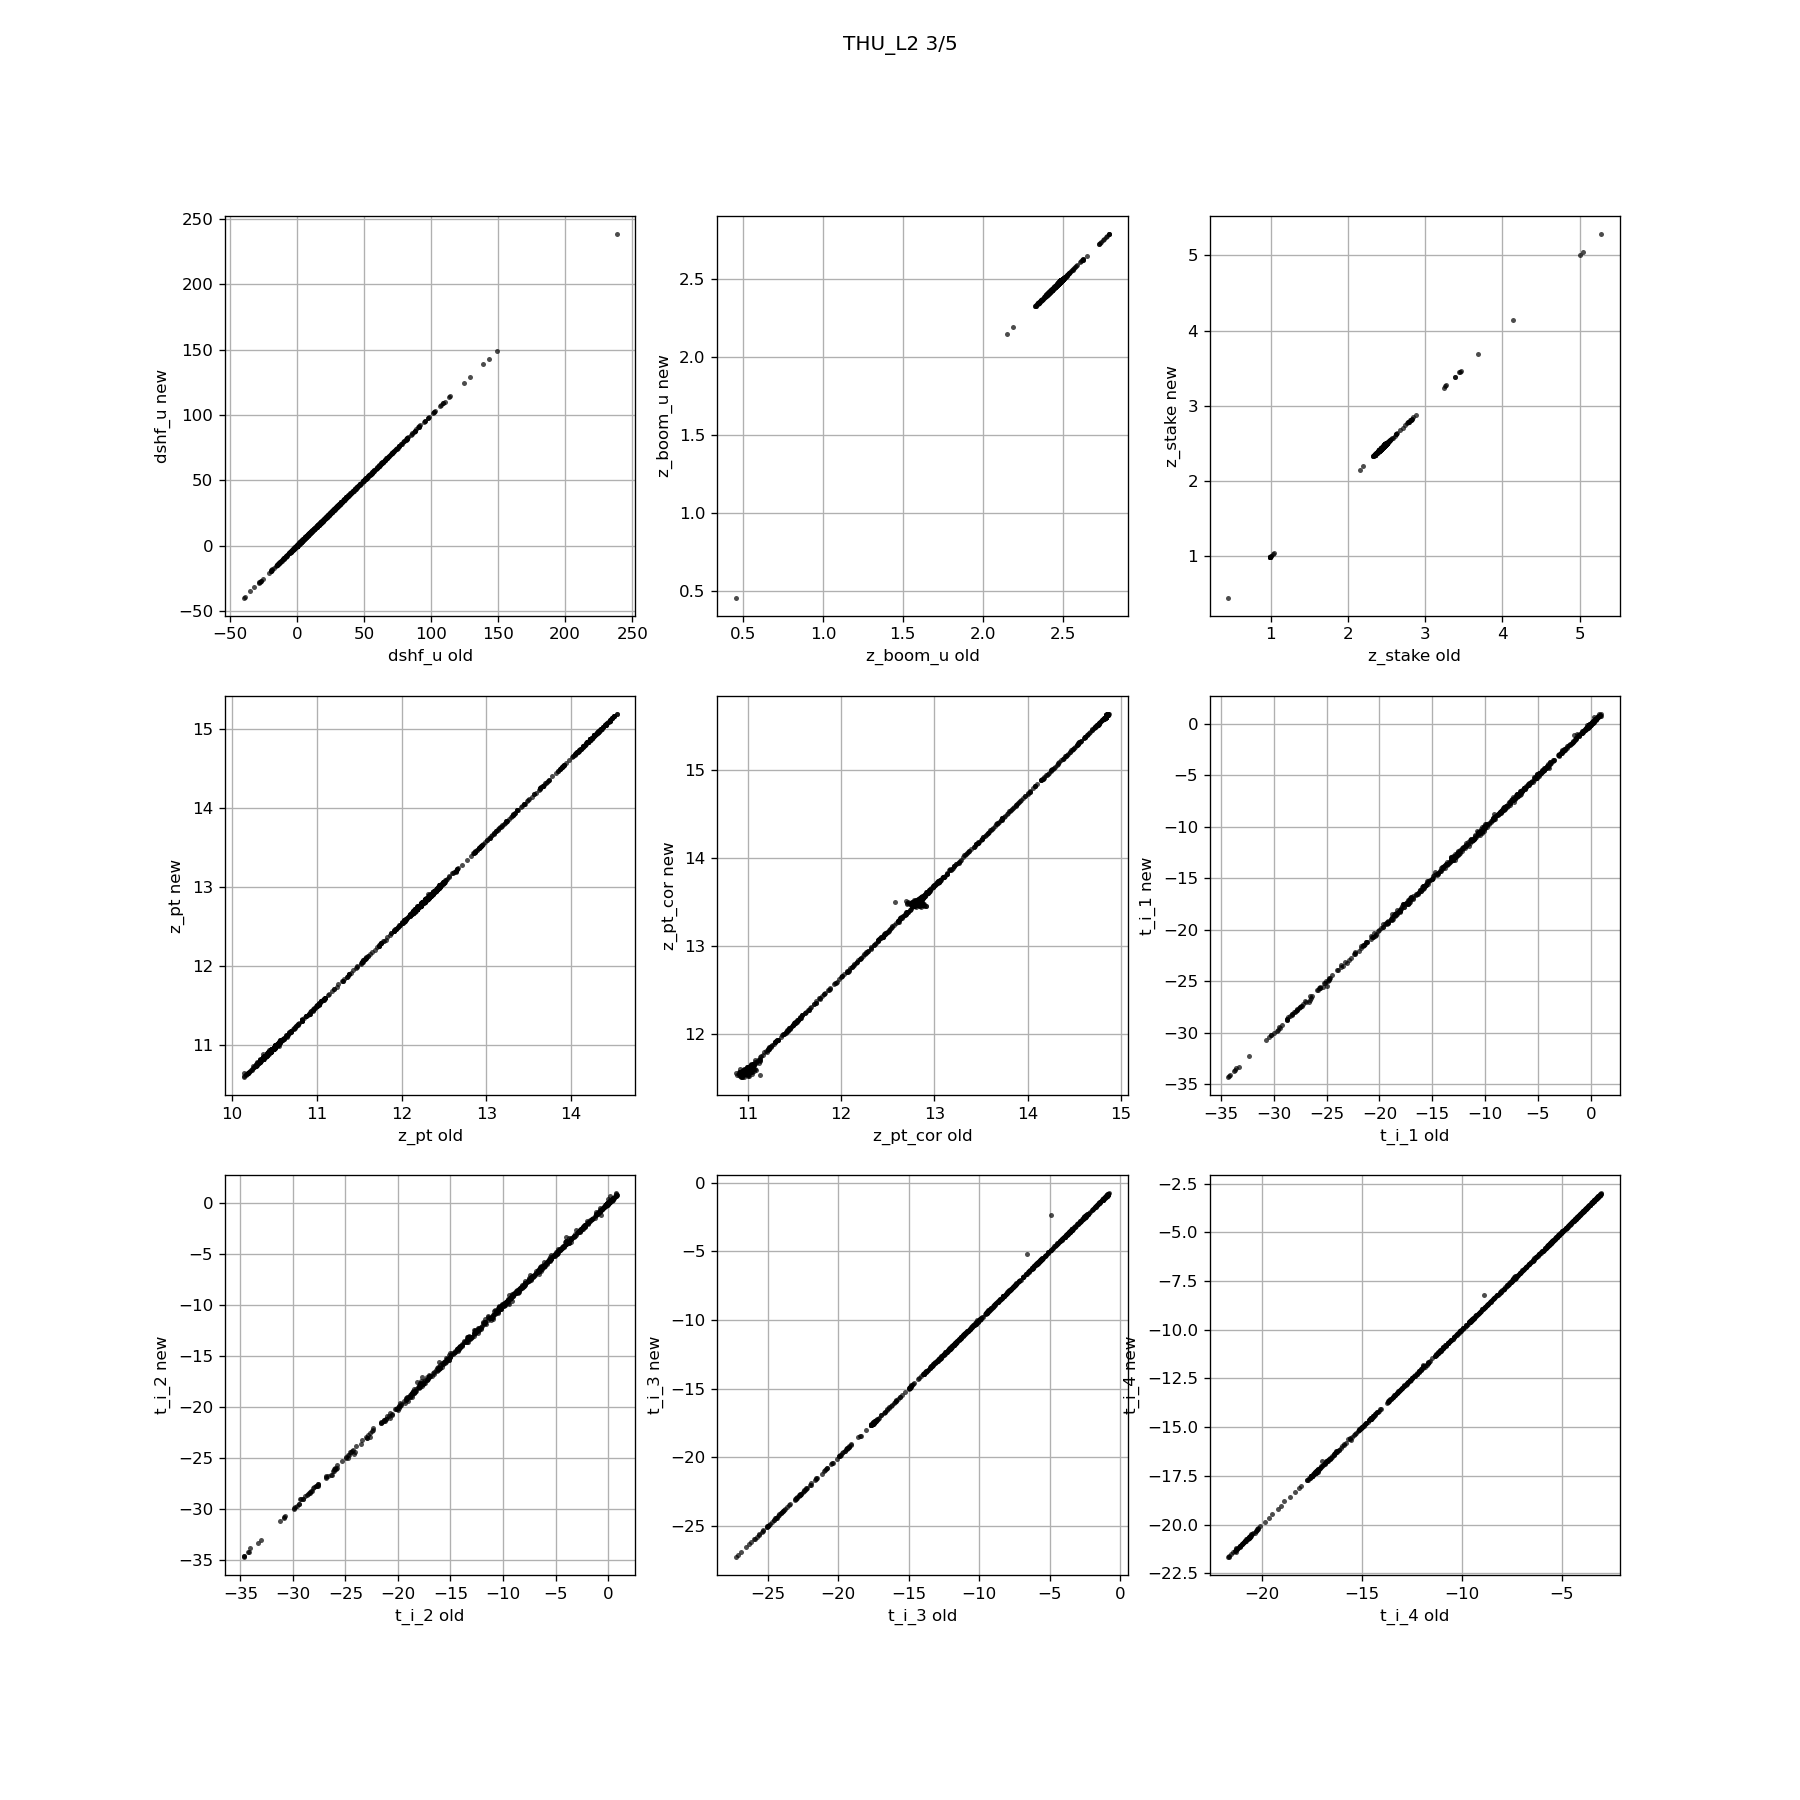 THU_L2 3/5
250
200
150
100
50
0
−50
dshf_u new
−50 0 50 100 150 200 250
dshf_u old
2.5
2.0
1.5
1.0
0.5
z_boom_u new
0.5 1.0 1.5 2.0 2.5
z_boom_u old
5
4
3
2
1
z_stake new
1 2 3 4 5
z_stake old
15
14
13
12
11
z_pt new
10 11 12 13 14
z_pt old
15
14
13
12
z_pt_cor new
11 12 13 14 15
z_pt_cor old
0
−5
−10
−15
−20
−25
−30
−35
t_i_1 new
−35 −30 −25 −20 −15 −10 −5 0
t_i_1 old
0
−5
−10
−15
−20
−25
−30
−35
t_i_2 new
−35 −30 −25 −20 −15 −10 −5 0
t_i_2 old
0
−5
−10
−15
−20
−25
t_i_3 new
−25 −20 −15 −10 −5 0
t_i_3 old
−2.5
−5.0
−7.5
−10.0
−12.5
−15.0
−17.5
−20.0
−22.5
t_i_4 new
−20 −15 −10 −5
t_i_4 old